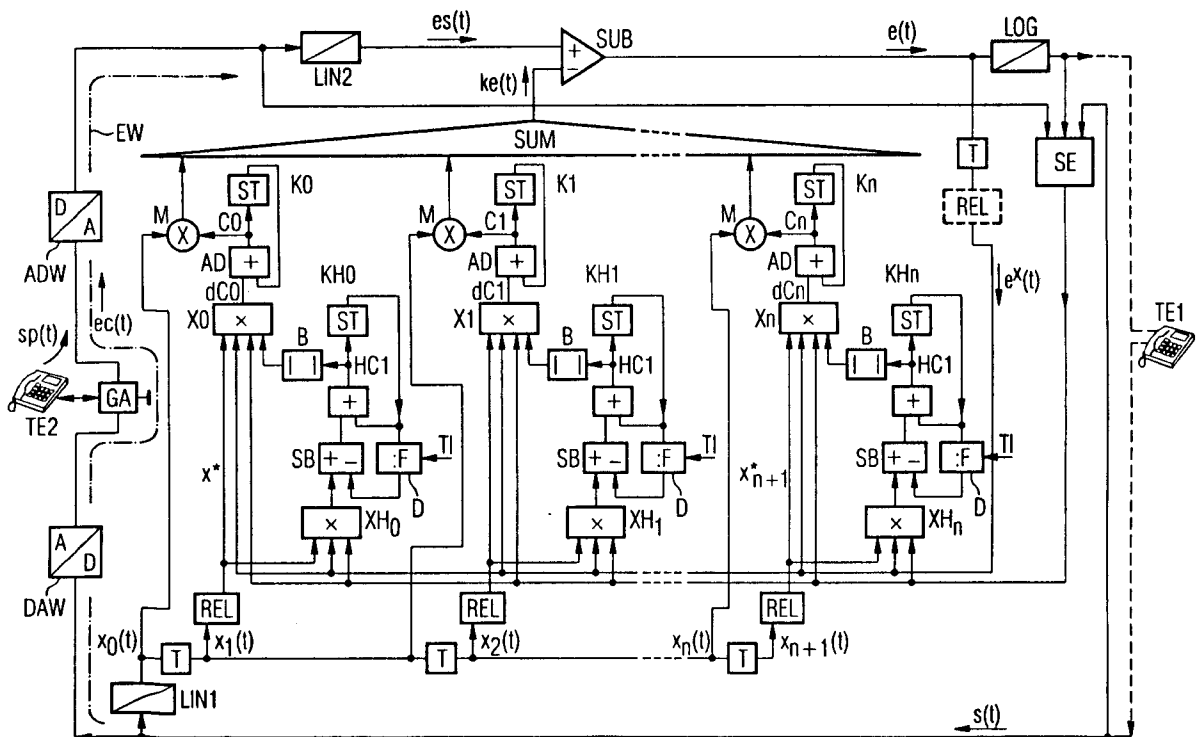 es(t) SUB e(t) LOG
LIN2 + − ke(t)
EW SUM T SE
REL
D A ADW
M X C0 ST K0
M X C1 ST K1
M X Cn ST Kn
AD + AD + AD +
dC0 KH0 dC1 KH1 dCn KHn
eˣ(t)
X0 × ST X1 × ST Xn × ST
TE1
sp(t) ec(t)
B | | HC1 B | | HC1 B | | HC1
TE2 GA
+ + +
SB + − :F TI SB + − :F TI SB + − :F TI
x* D x*n+1 D D
XH0 × XH1 × XHn ×
A D DAW
REL REL REL
x0(t) T x1(t) T x2(t) xn(t) T xn+1(t)
LIN1
s(t)